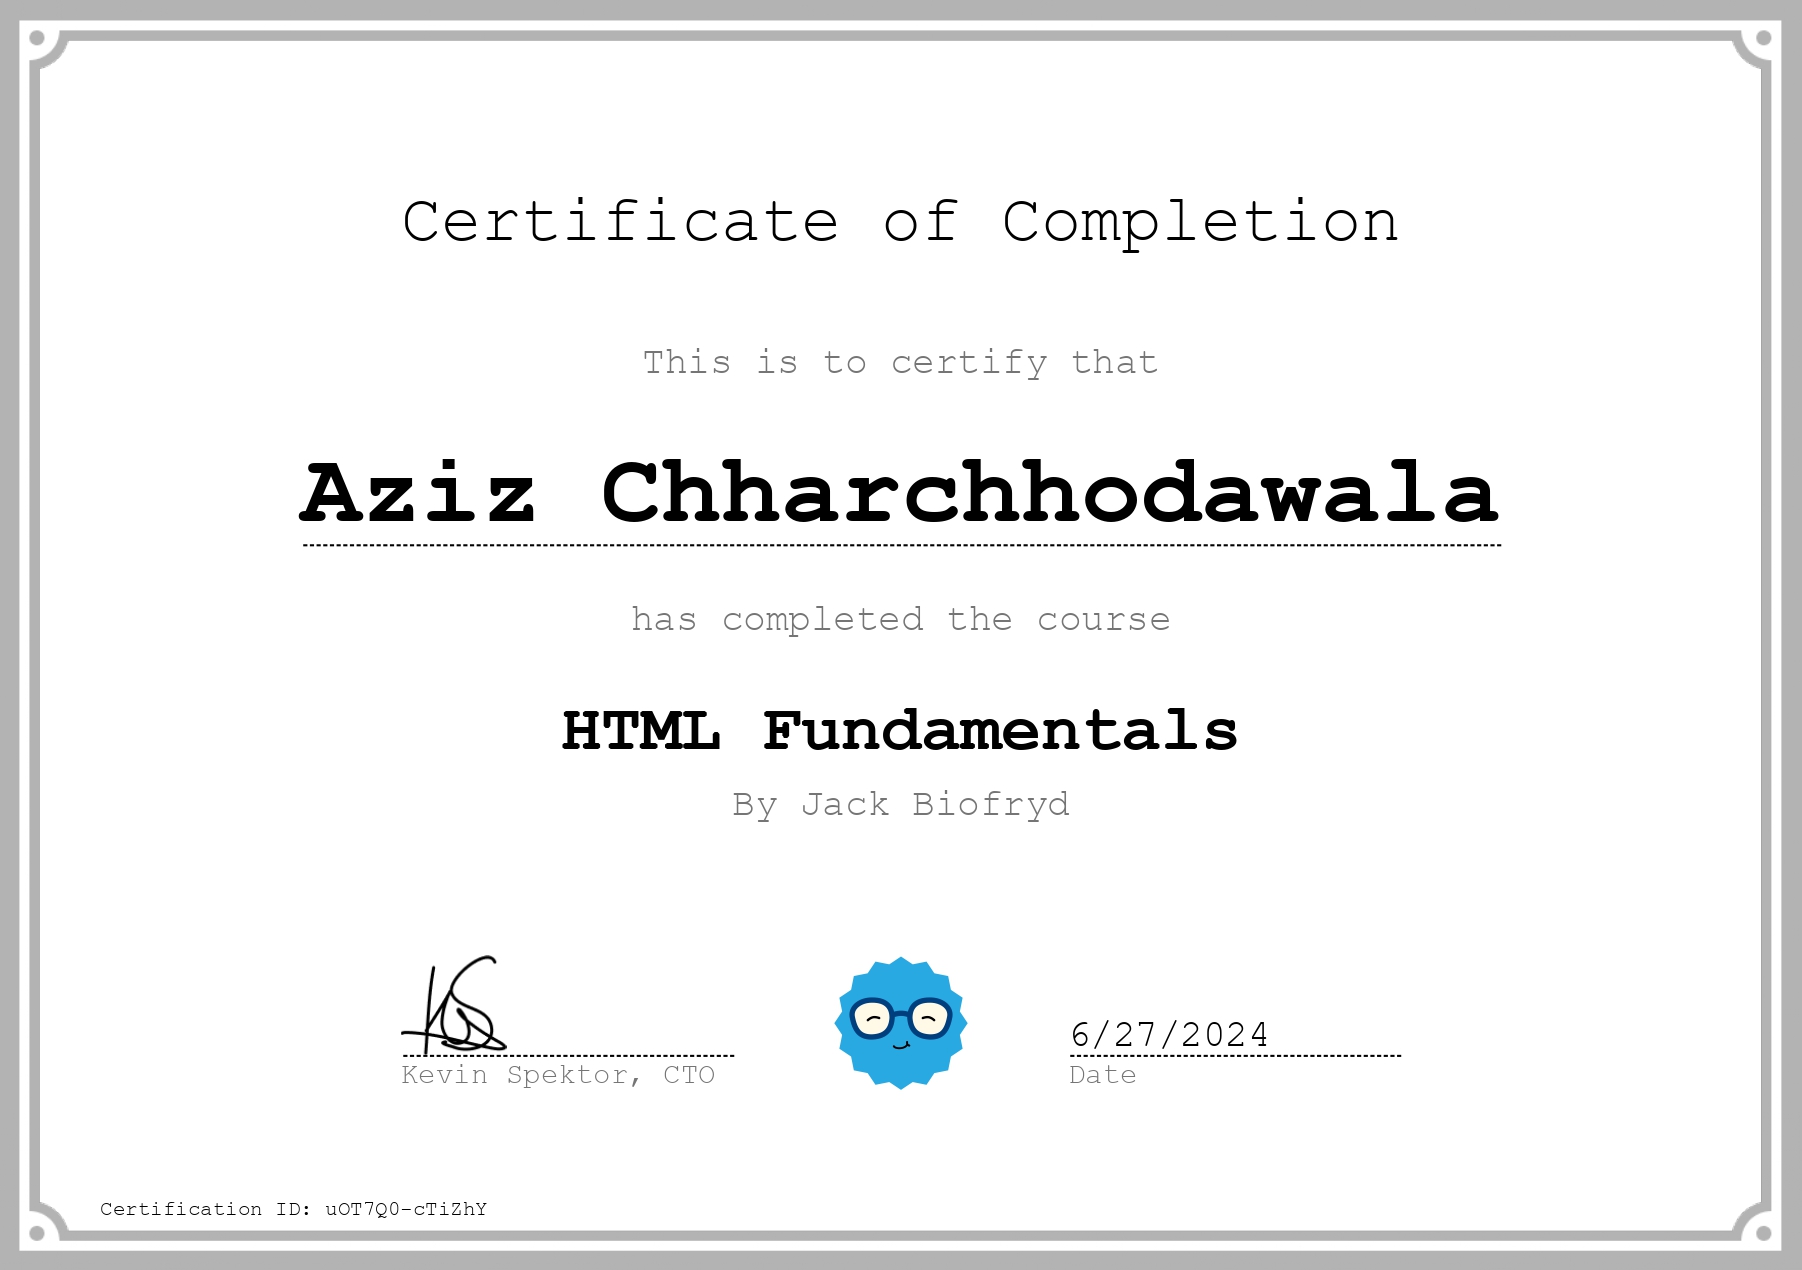 Certificate of Completion
This is to certify that
Aziz Chharchhodawala
has completed the course
HTML Fundamentals
By Jack Biofryd
6/27/2024
Kevin Spektor, CTO
Date
Certification ID: uOT7Q0-cTiZhY